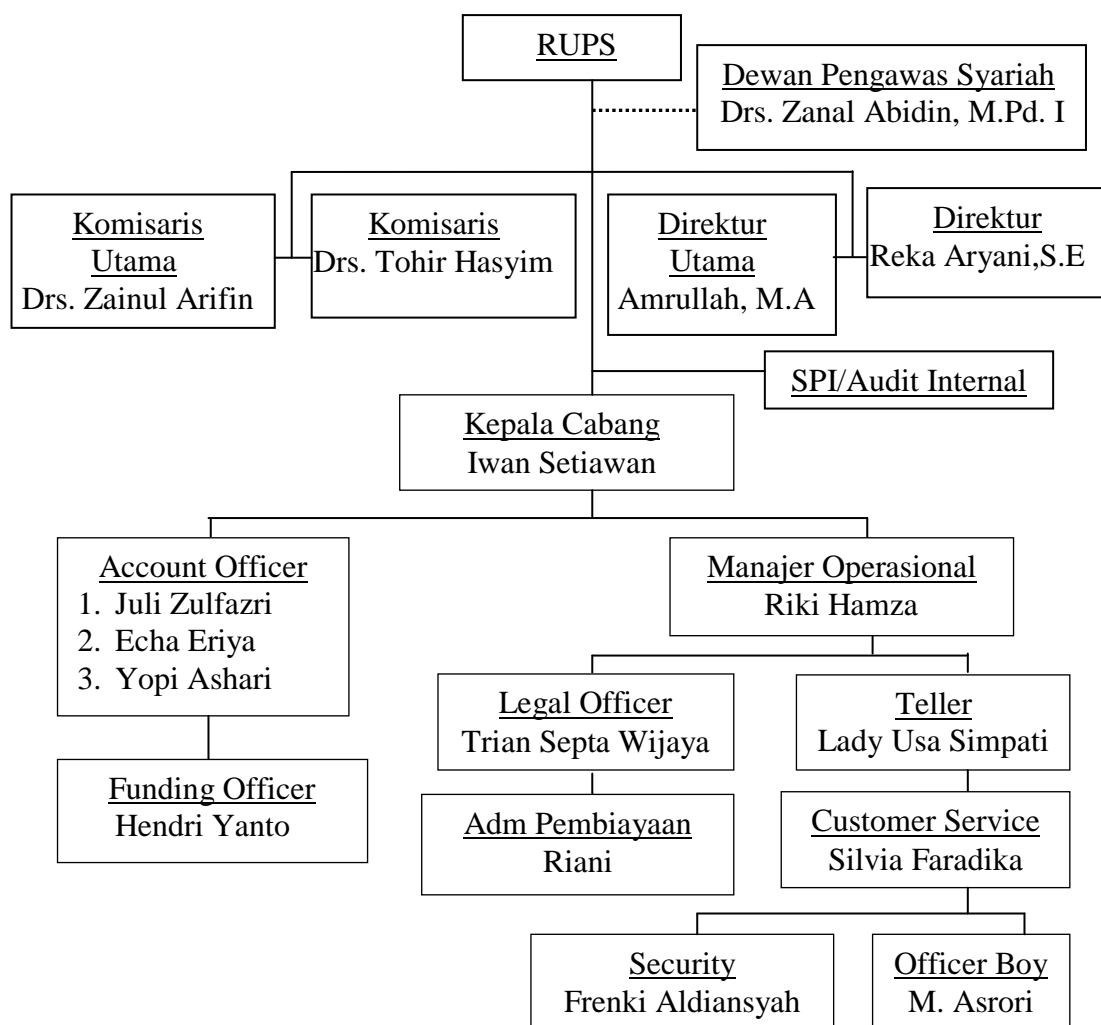 RUPS
Dewan Pengawas Syariah
Drs. Zanal Abidin, M.Pd. I
Komisaris
Utama
Drs. Zainul Arifin
Komisaris
Drs. Tohir Hasyim
Direktur
Utama
Amrullah, M.A
Direktur
Reka Aryani,S.E
SPI/Audit Internal
Kepala Cabang
Iwan Setiawan
Account Officer
1. Juli Zulfazri
2. Echa Eriya
3. Yopi Ashari
Manajer Operasional
Riki Hamza
Legal Officer
Trian Septa Wijaya
Teller
Lady Usa Simpati
Funding Officer
Hendri Yanto
Adm Pembiayaan
Riani
Customer Service
Silvia Faradika
Security
Frenki Aldiansyah
Officer Boy
M. Asrori